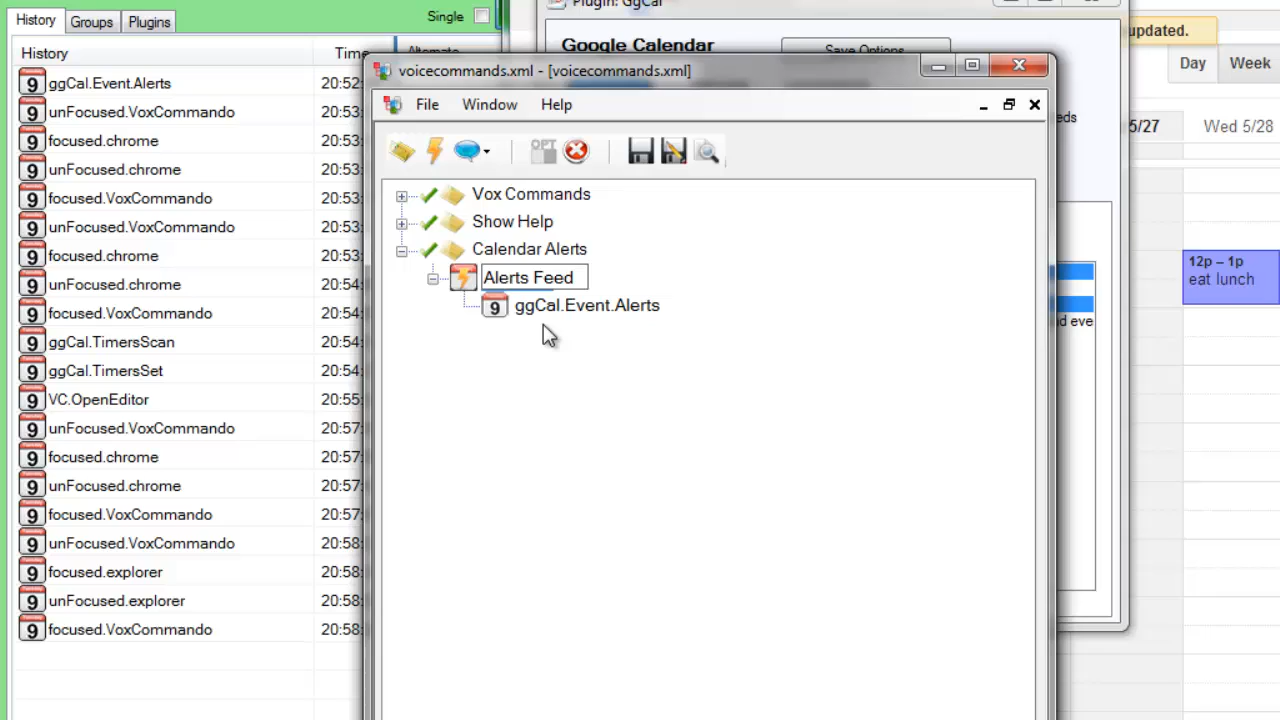 History
Groups
Plugins
Single
History
Time
Alternate
ggCal.Event.Alerts
20:52:
unFocused.VoxCommando
20:53:
focused.chrome
20:53:
unFocused.chrome
20:53:
focused.VoxCommando
20:53:
unFocused.VoxCommando
20:53:
focused.chrome
20:53:
unFocused.chrome
20:54:
focused.VoxCommando
20:54:
ggCal.TimersScan
20:54:
ggCal.TimersSet
20:54:
VC.OpenEditor
20:55:
unFocused.VoxCommando
20:57:
focused.chrome
20:57:
unFocused.chrome
20:57:
focused.VoxCommando
20:57:
unFocused.VoxCommando
20:58:
focused.explorer
20:58:
unFocused.explorer
20:58:
focused.VoxCommando
20:58:
Plugin: GgCal
Google Calendar
Save Options
voicecommands.xml - [voicecommands.xml]
File
Window
Help
OPT
Vox Commands
Show Help
Calendar Alerts
Alerts Feed
ggCal.Event.Alerts
eds
d eve
updated.
Day
Week
5/27
Wed 5/28
12p – 1p
eat lunch